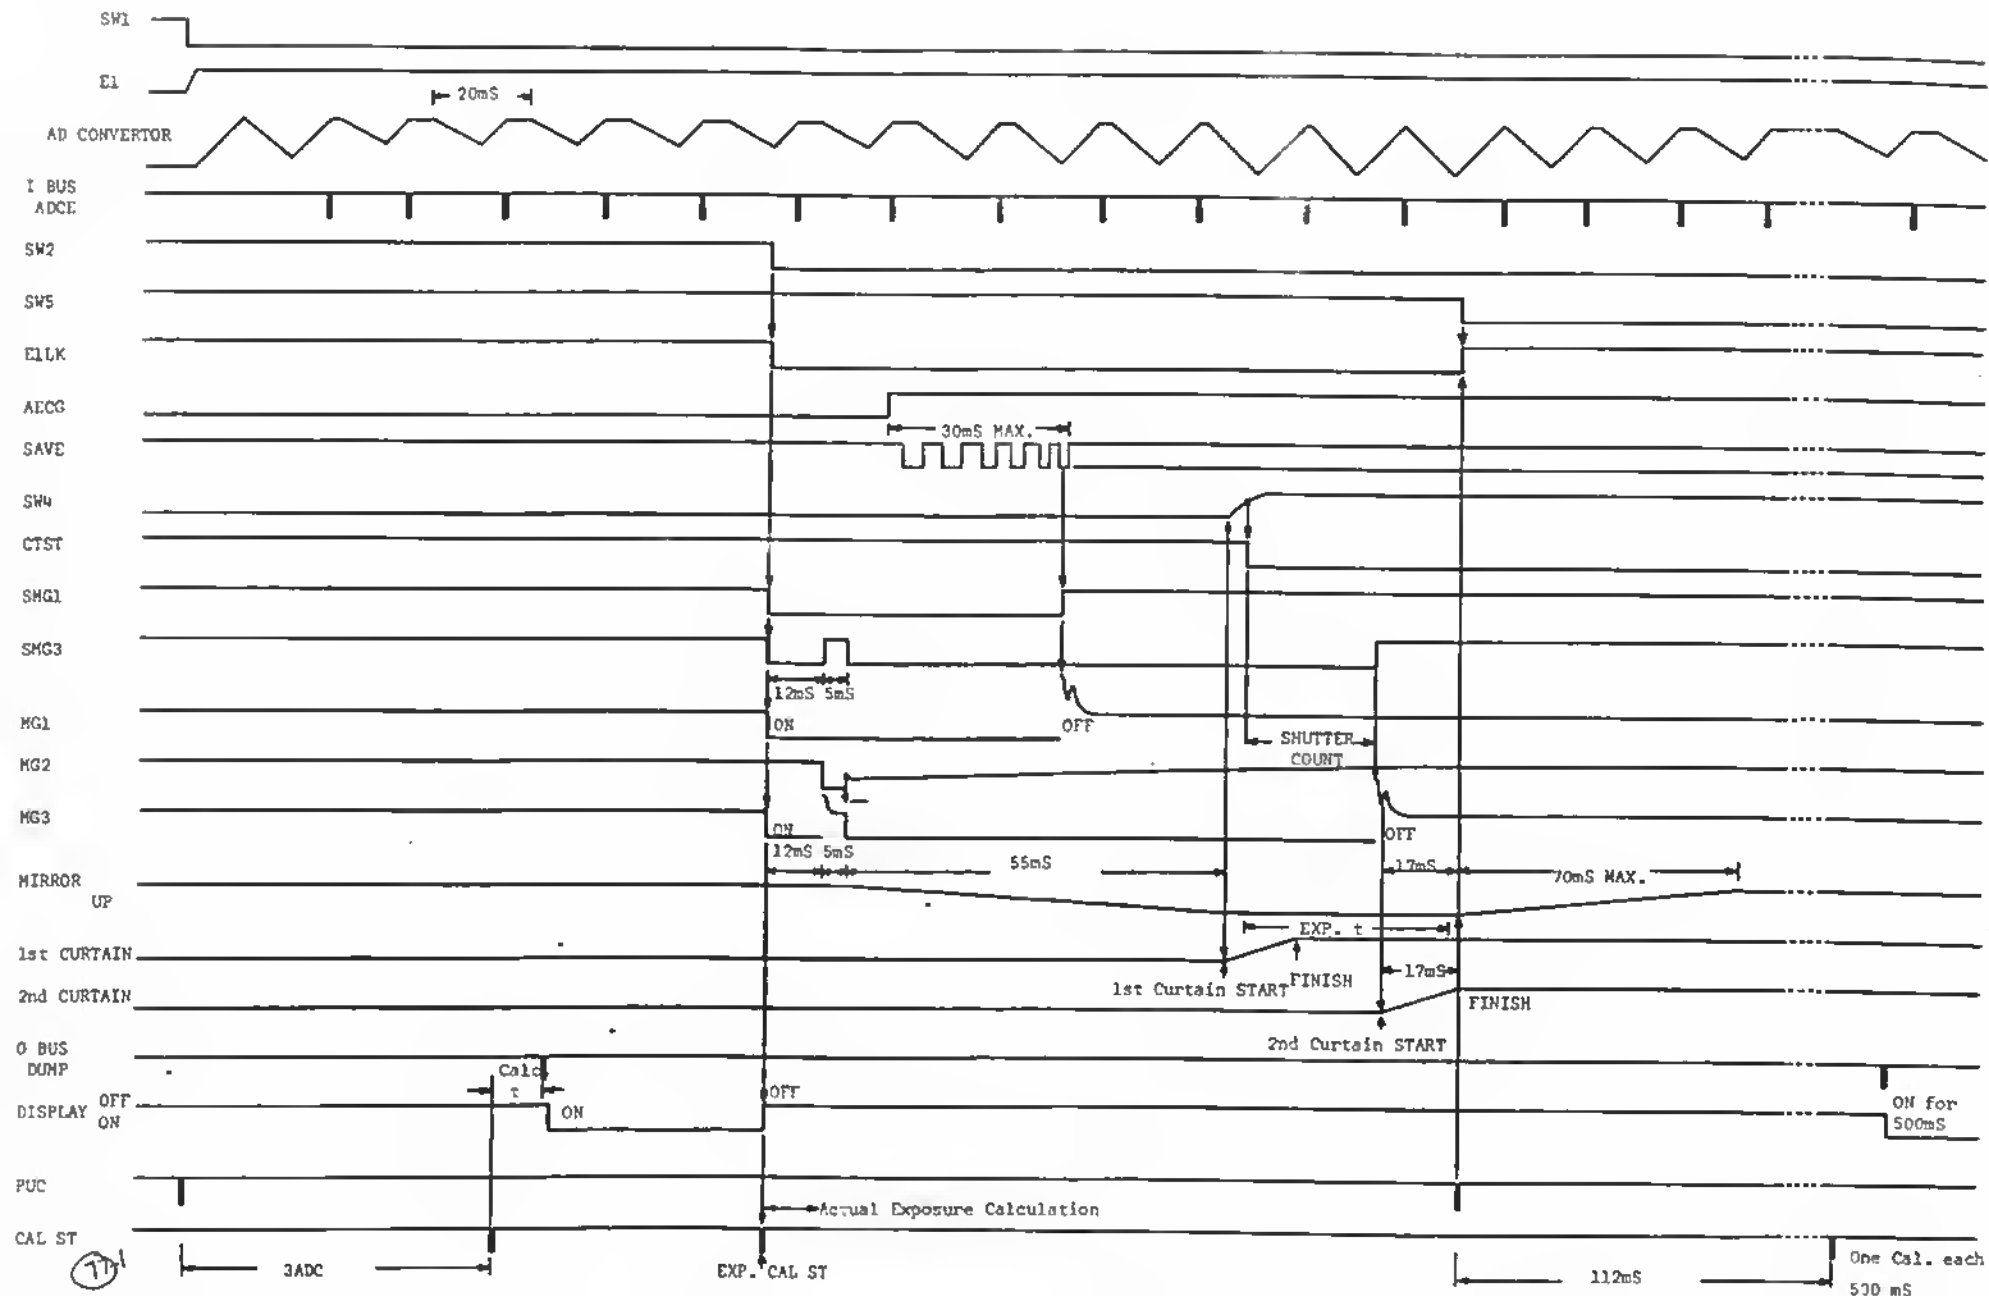 SW1
E1
20mS
AD CONVERTOR
I BUS
ADCE
SW2
SW5
E1LK
AECG
30mS MAX.
SAVE
SW4
CTST
SMG1
SMG3
12mS 5mS
MG1
ON
OFF
SHUTTER
COUNT
MG2
MG3
ON
OFF
12mS 5mS
55mS
17mS
70mS MAX.
MIRROR
UP
EXP. t
1st CURTAIN
FINISH
1st Curtain START
17mS
2nd CURTAIN
FINISH
2nd Curtain START
O BUS
DUMP
Calc
t
OFF
DISPLAY
ON
ON
OFF
ON for
500mS
PUC
Actual Exposure Calculation
CAL ST
3ADC
EXP. CAL ST
112mS
One Cal. each
500 mS